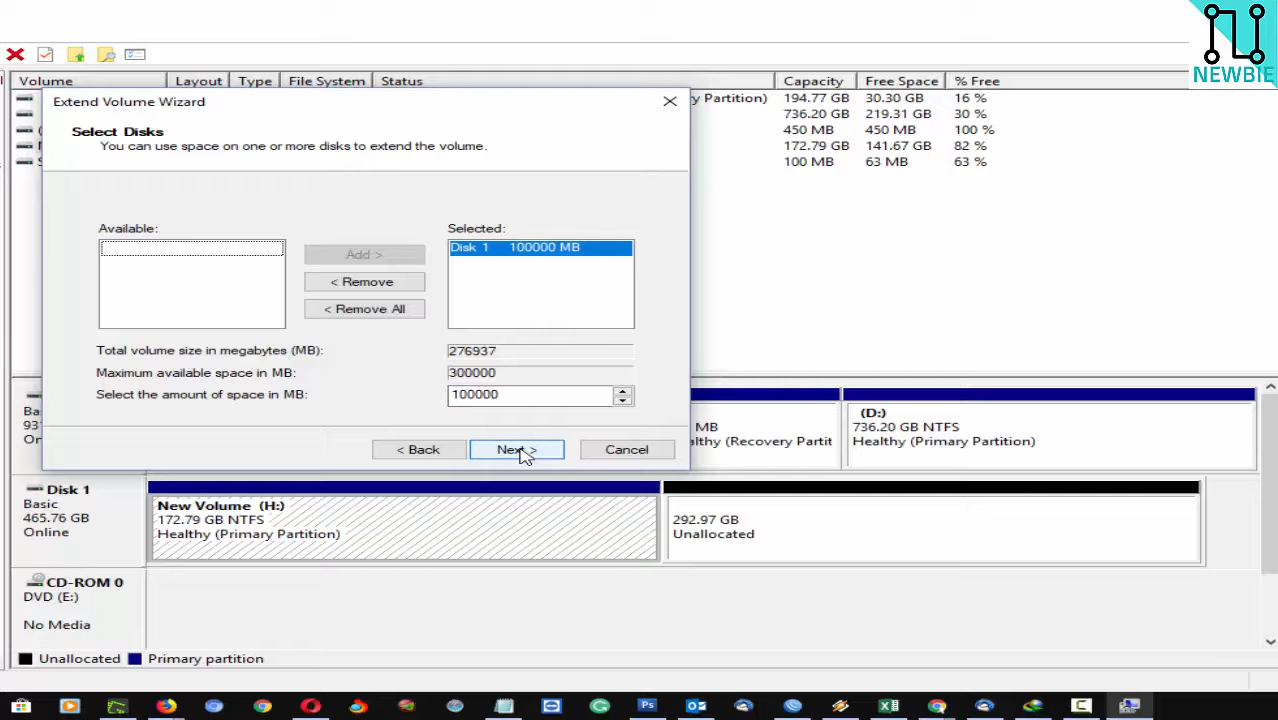 NEWBIE
Volume Layout Type File System Status Capacity Free Space % Free
y Partition) 194.77 GB 30.30 GB 16 %
736.20 GB 219.31 GB 30 %
450 MB 450 MB 100 %
172.79 GB 141.67 GB 82 %
100 MB 63 MB 63 %
Extend Volume Wizard
Select Disks
You can use space on one or more disks to extend the volume.
Available: Selected:
Disk 1 100000 MB
Add >
< Remove
< Remove All
Total volume size in megabytes (MB): 276937
Maximum available space in MB: 300000
Select the amount of space in MB: 100000
< Back Next > Cancel
Ba
931
On
MB
althy (Recovery Partit
(D:)
736.20 GB NTFS
Healthy (Primary Partition)
Disk 1
Basic
465.76 GB
Online
New Volume (H:)
172.79 GB NTFS
Healthy (Primary Partition)
292.97 GB
Unallocated
CD-ROM 0
DVD (E:)
No Media
Unallocated Primary partition